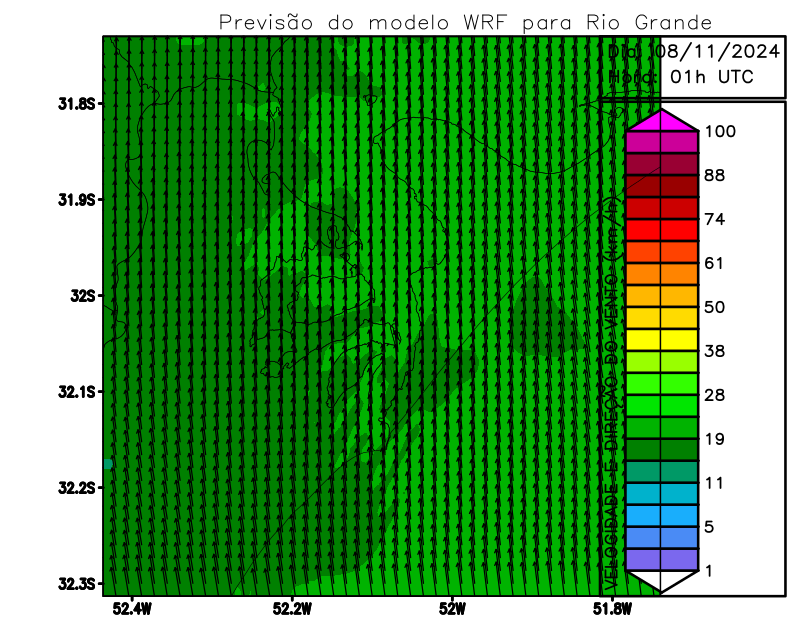 Previsão do modelo WRF para Rio Grande
Dia: 08/11/2024
Hora: 01h UTC
31.8S
31.9S
32S
32.1S
32.2S
32.3S
52.4W
52.2W
52W
51.8W
100
88
74
61
50
38
28
19
11
5
1
VELOCIDADE E DIREÇÃO DO VENTO (km/h)